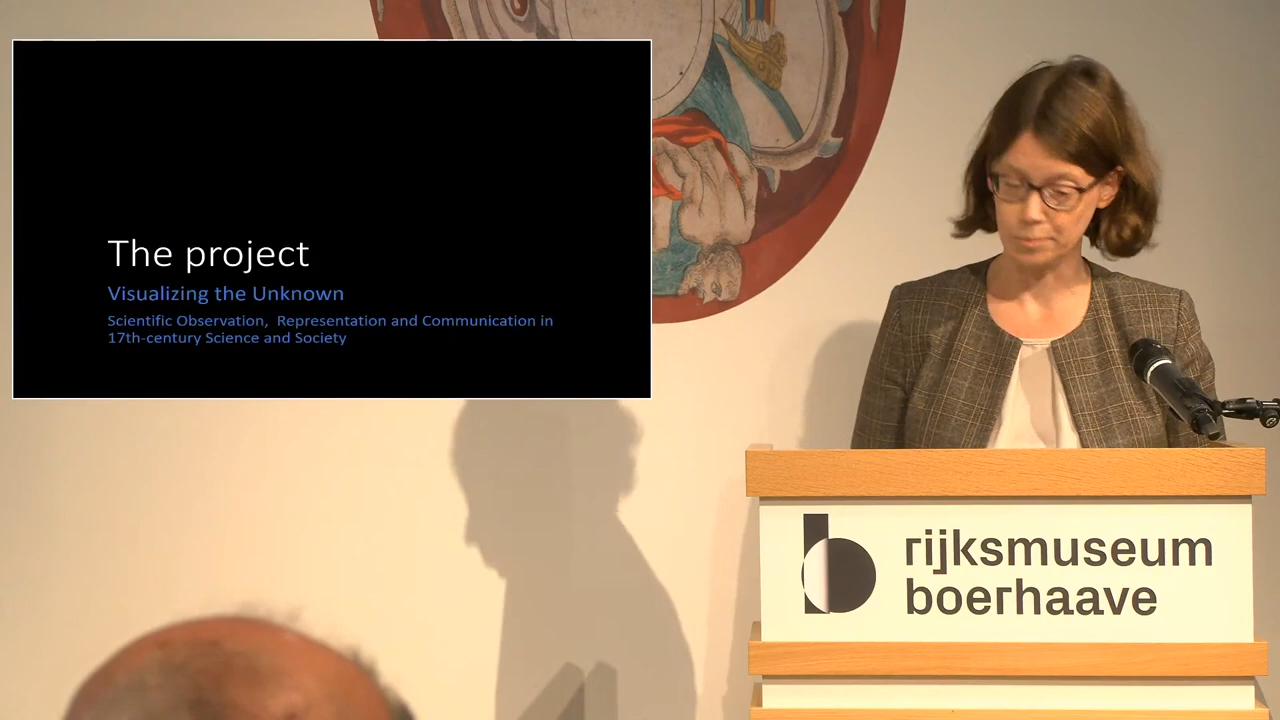 The project
Visualizing the Unknown
Scientific Observation, Representation and Communication in
17th-century Science and Society
rijksmuseum
boerhaave